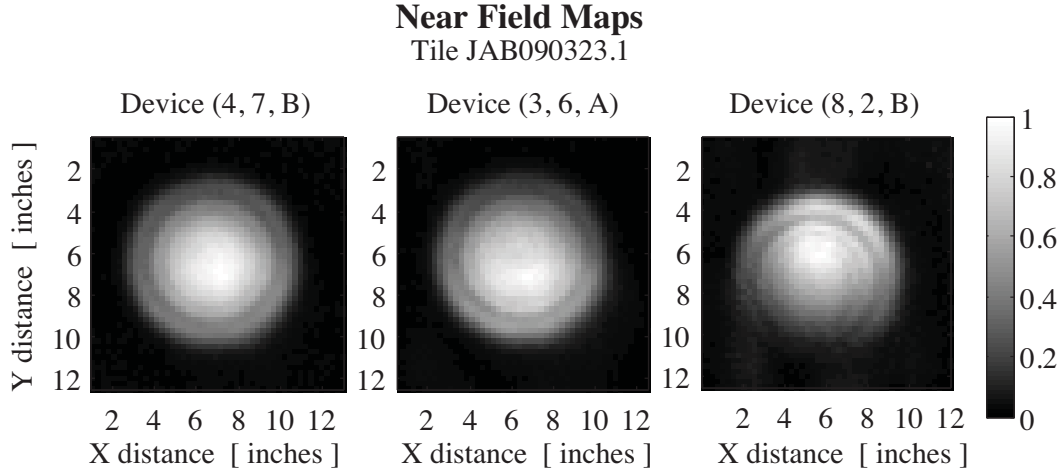 Near Field Maps
Tile JAB090323.1
Device (4, 7, B)
Device (3, 6, A)
Device (8, 2, B)
Y distance [ inches ]
2
4
6
8
10
12
2 4 6 8 10 12
X distance [ inches ]
2
4
6
8
10
12
2 4 6 8 10 12
X distance [ inches ]
2
4
6
8
10
12
2 4 6 8 10 12
X distance [ inches ]
1
0.8
0.6
0.4
0.2
0